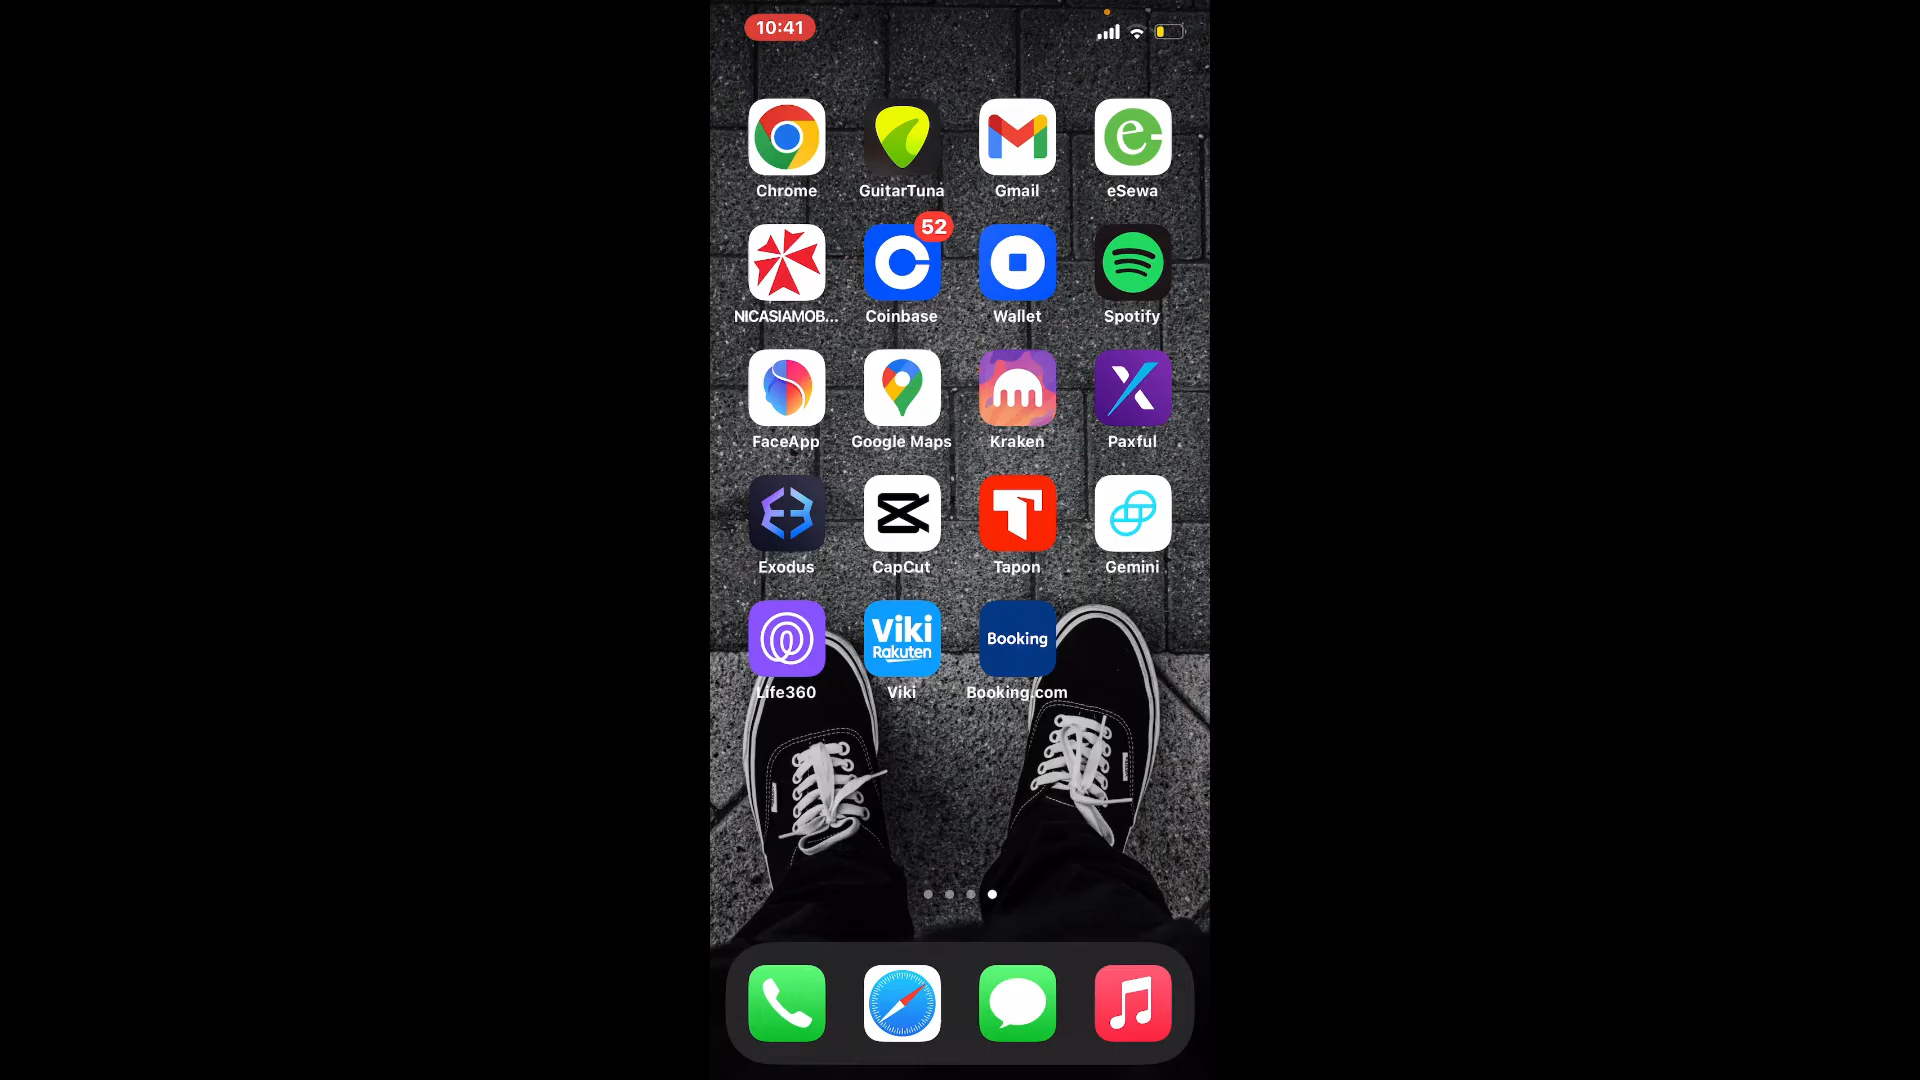 10:41
Chrome
GuitarTuna
Gmail
eSewa
52
NICASIAMOB...
Coinbase
Wallet
Spotify
FaceApp
Google Maps
Kraken
Paxful
Exodus
CapCut
Tapon
Gemini
Viki
Rakuten
Booking
Life360
Viki
Booking.com